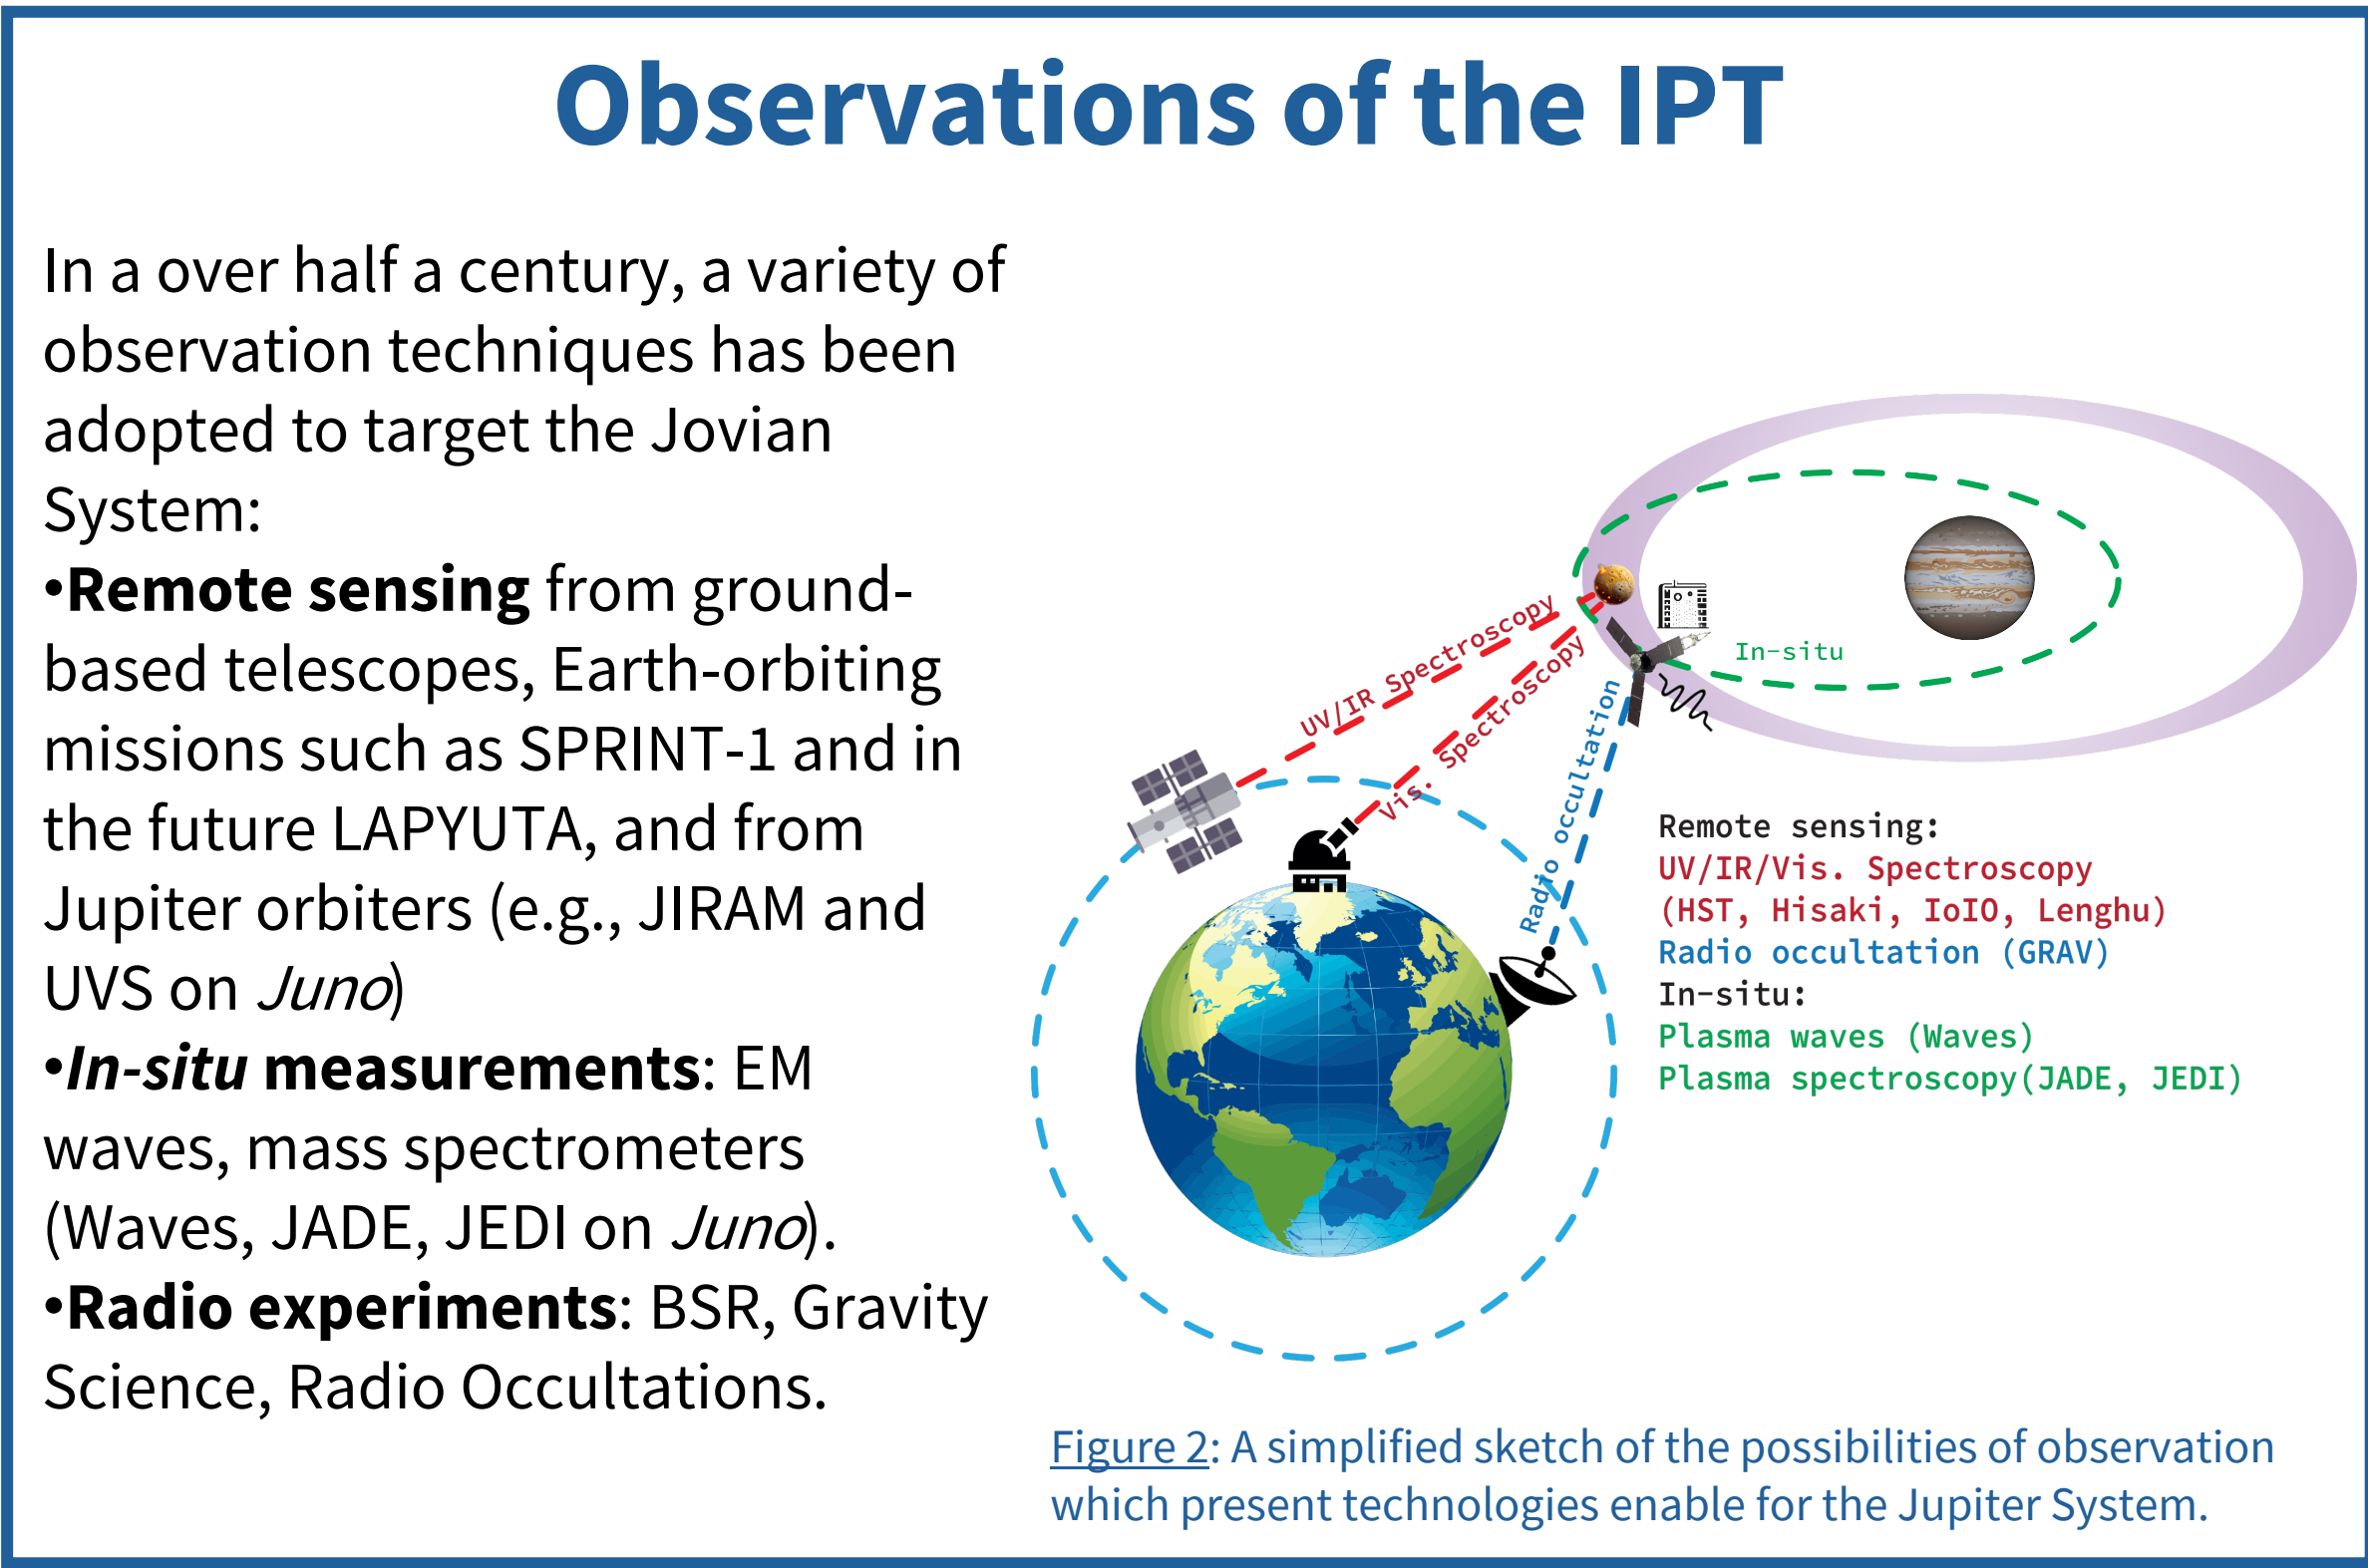 Observations of the IPT
In a over half a century, a variety of
observation techniques has been
adopted to target the Jovian
System:
•Remote sensing from ground-
based telescopes, Earth-orbiting
missions such as SPRINT-1 and in
the future LAPYUTA, and from
Jupiter orbiters (e.g., JIRAM and
UVS on Juno)
•In-situ measurements: EM
waves, mass spectrometers
(Waves, JADE, JEDI on Juno).
•Radio experiments: BSR, Gravity
Science, Radio Occultations.
UV/IR Spectroscopy
Vis. Spectroscopy
Radio occultation
In-situ
Remote sensing:
UV/IR/Vis. Spectroscopy
(HST, Hisaki, IoIO, Lenghu)
Radio occultation (GRAV)
In-situ:
Plasma waves (Waves)
Plasma spectroscopy(JADE, JEDI)
Figure 2: A simplified sketch of the possibilities of observation
which present technologies enable for the Jupiter System.